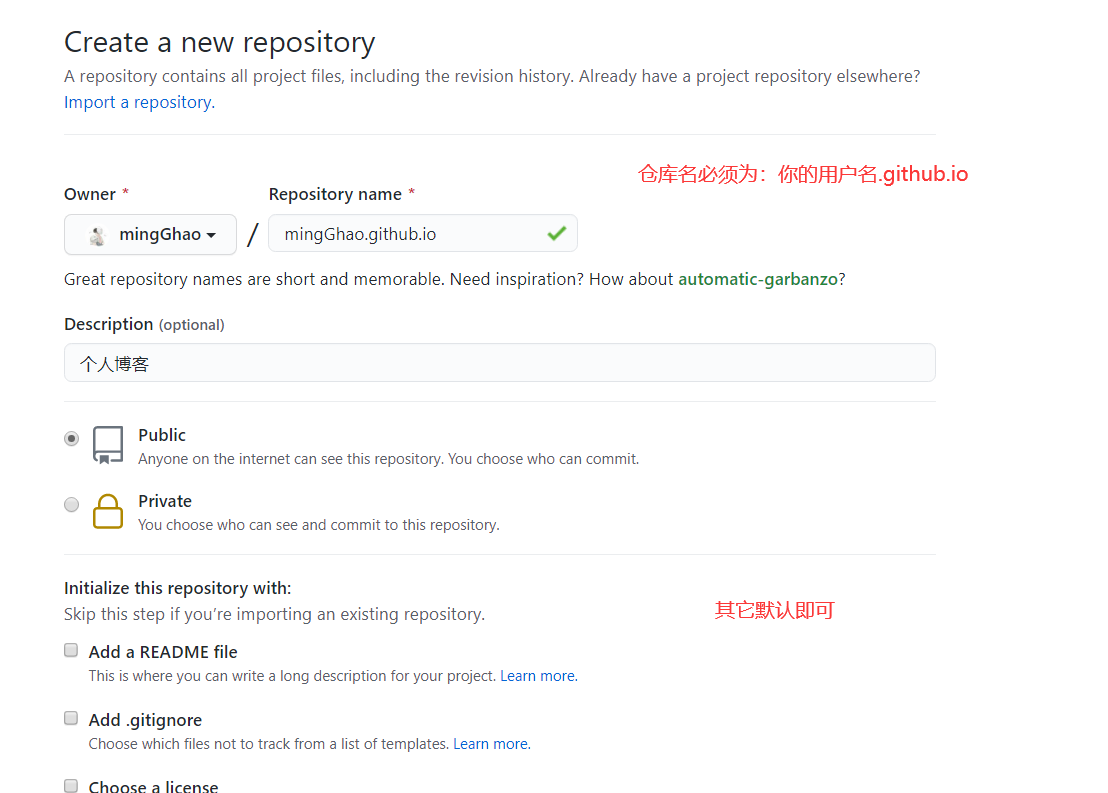 Create a new repository
A repository contains all project files, including the revision history. Already have a project repository elsewhere?
Import a repository.
仓库名必须为：你的用户名.github.io
Owner *
Repository name *
mingGhao
/
mingGhao.github.io
Great repository names are short and memorable. Need inspiration? How about automatic-garbanzo?
Description (optional)
个人博客
Public
Anyone on the internet can see this repository. You choose who can commit.
Private
You choose who can see and commit to this repository.
Initialize this repository with:
Skip this step if you’re importing an existing repository.
其它默认即可
Add a README file
This is where you can write a long description for your project. Learn more.
Add .gitignore
Choose which files not to track from a list of templates. Learn more.
Choose a license